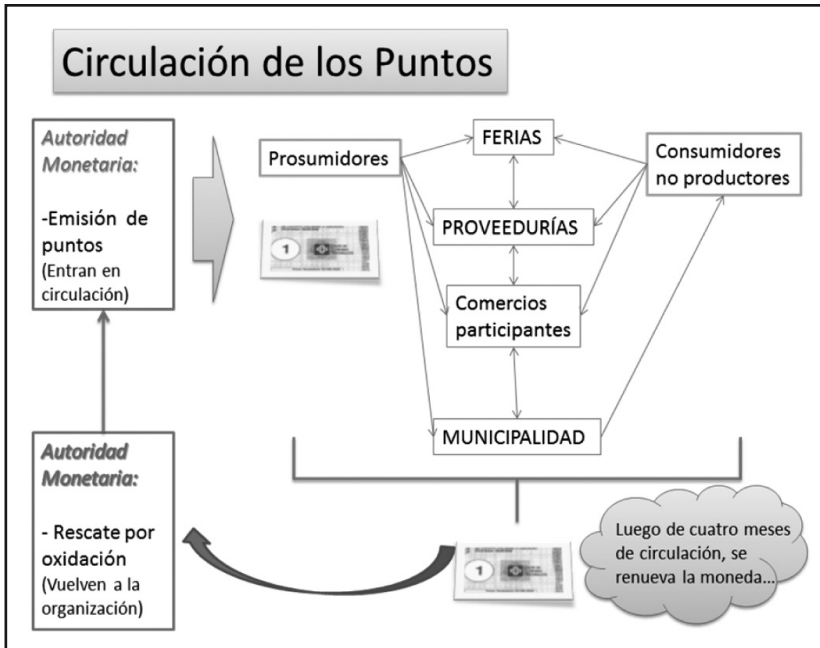 Circulación de los Puntos
Autoridad
Monetaria:
-Emisión de
puntos
(Entran en
circulación)
Prosumidores
FERIAS
Consumidores
no productores
PROVEEDURÍAS
1
Comercios
participantes
MUNICIPALIDAD
Autoridad
Monetaria:
- Rescate por
oxidación
(Vuelven a la
organización)
1
Luego de cuatro meses
de circulación, se
renueva la moneda...